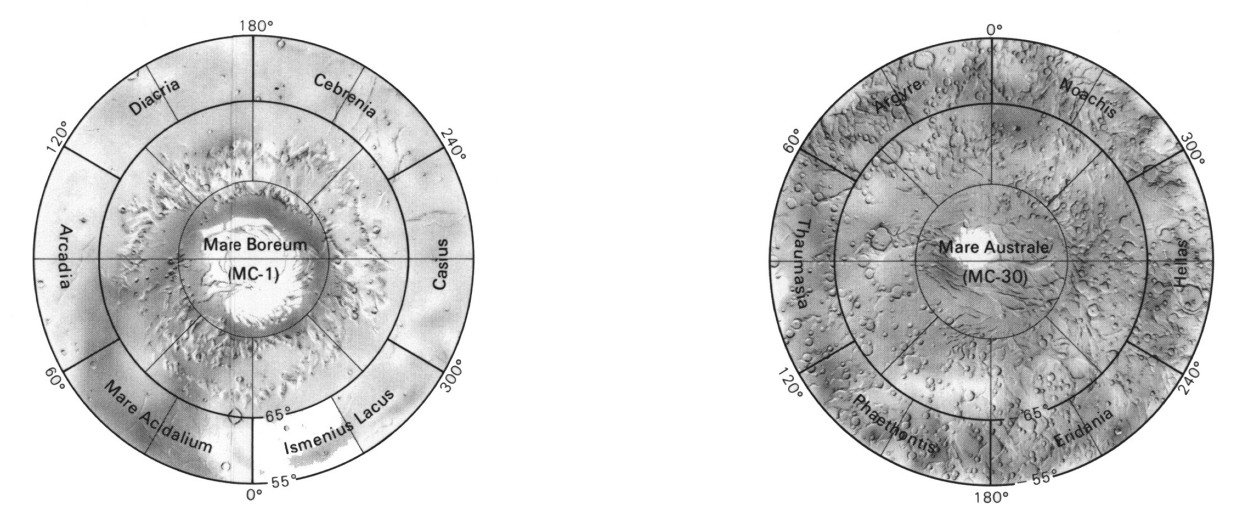 180°
Diacria
Cebrenia
120°
240°
Arcadia
Mare Boreum
(MC-1)
Casius
60°
300°
Mare Acidalium
65°
Ismenius Lacus
55°
0°
0°
Argyre
Noachis
60°
300°
Thaumasia
Mare Australe
(MC-30)
Hellas
120°
240°
Phaethontis
65°
Endania
55°
180°